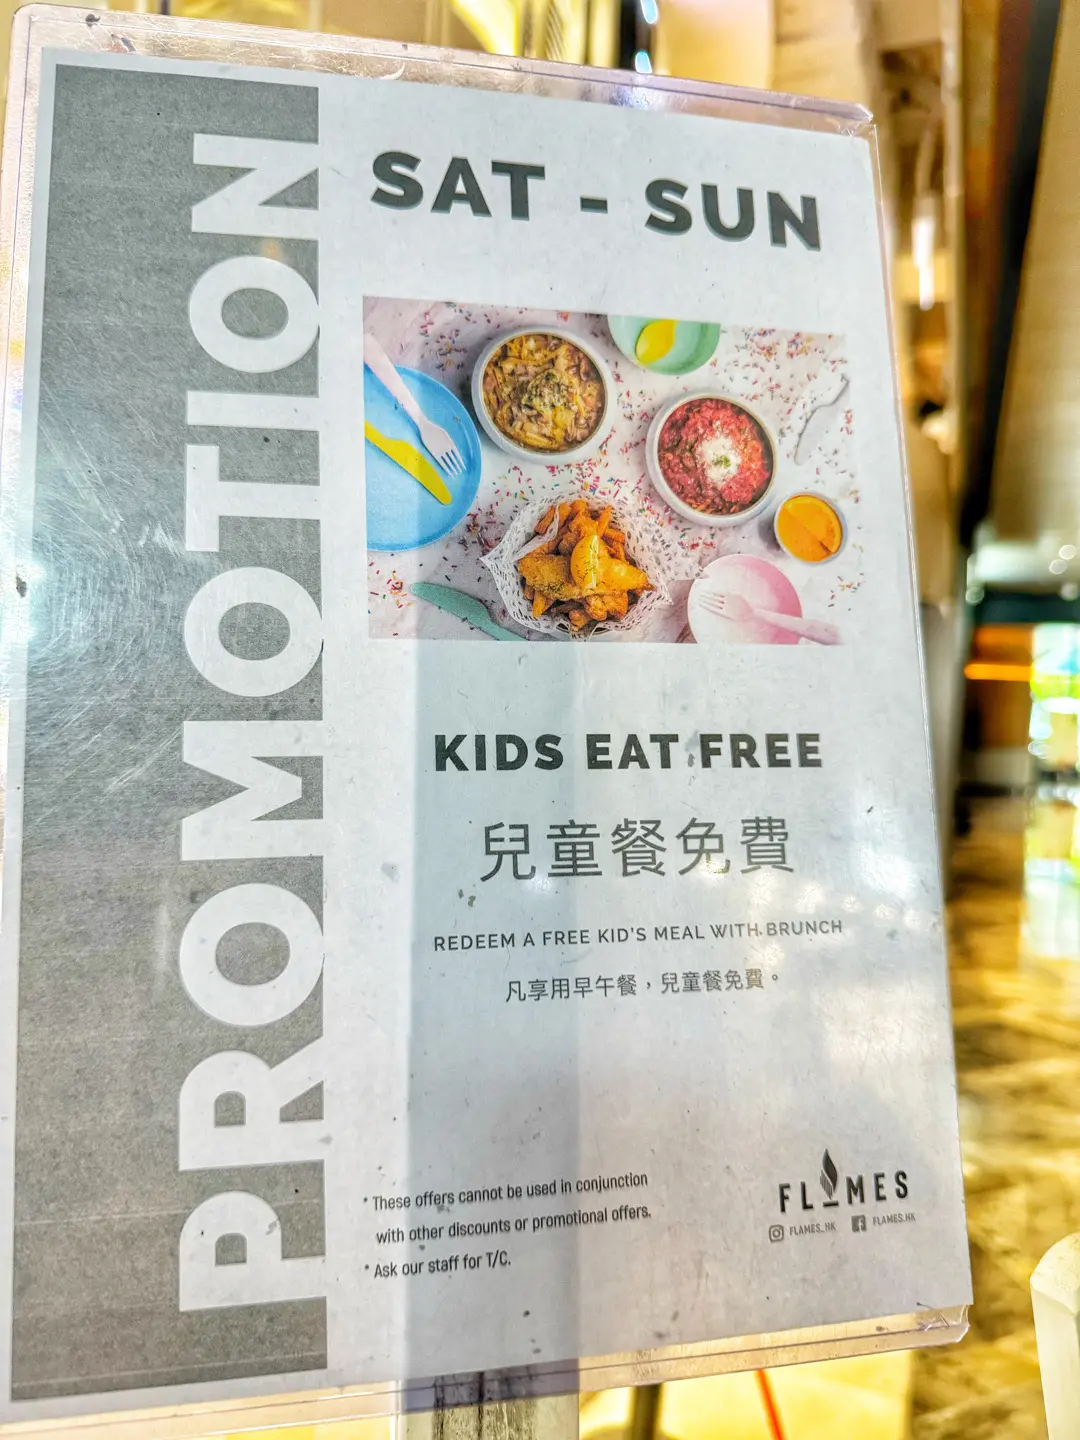 PROMOTION
SAT - SUN
KIDS EAT FREE
兒童餐免費
REDEEM A FREE KID'S MEAL WITH BRUNCH
凡享用早午餐，兒童餐免費。
* These offers cannot be used in conjunction
with other discounts or promotional offers.
* Ask our staff for T/C.
FLAMES
FLAMES_HK FLAMES.HK